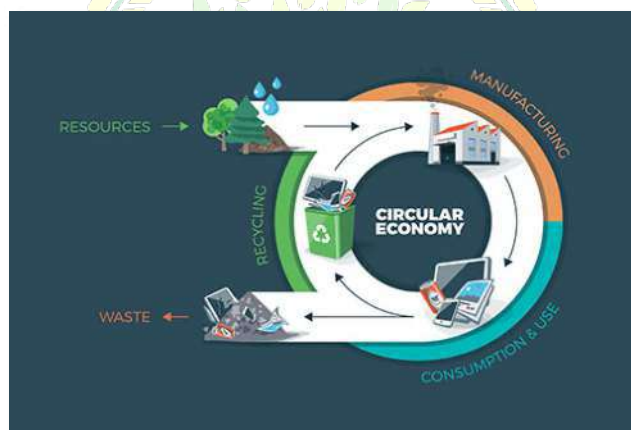 RESOURCES
MANUFACTURING
RECYCLING
CIRCULAR
ECONOMY
WASTE
CONSUMPTION & USE